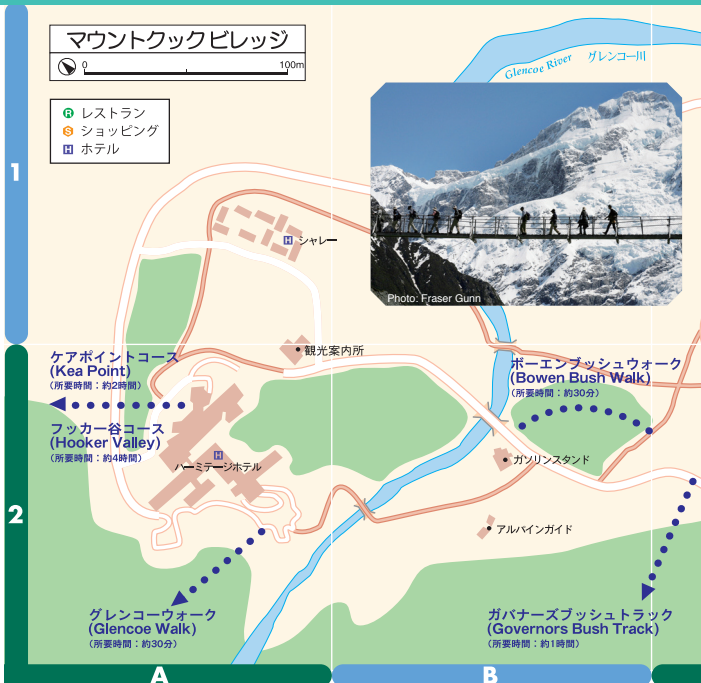 マウントクックビレッジ
0 100m
R レストラン
S ショッピング
H ホテル
Glencoe River グレンコー川
Photo: Fraser Gunn
1
H シャレー
観光案内所
ケアポイントコース
(Kea Point)
(所要時間：約2時間)
フッカー谷コース
(Hooker Valley)
(所要時間：約4時間)
H
ハーミテージホテル
ボーエンブッシュウォーク
(Bowen Bush Walk)
(所要時間：約30分)
ガソリンスタンド
アルパインガイド
2
グレンコーウォーク
(Glencoe Walk)
(所要時間：約30分)
ガバナーズブッシュトラック
(Governors Bush Track)
(所要時間：約1時間)
A B